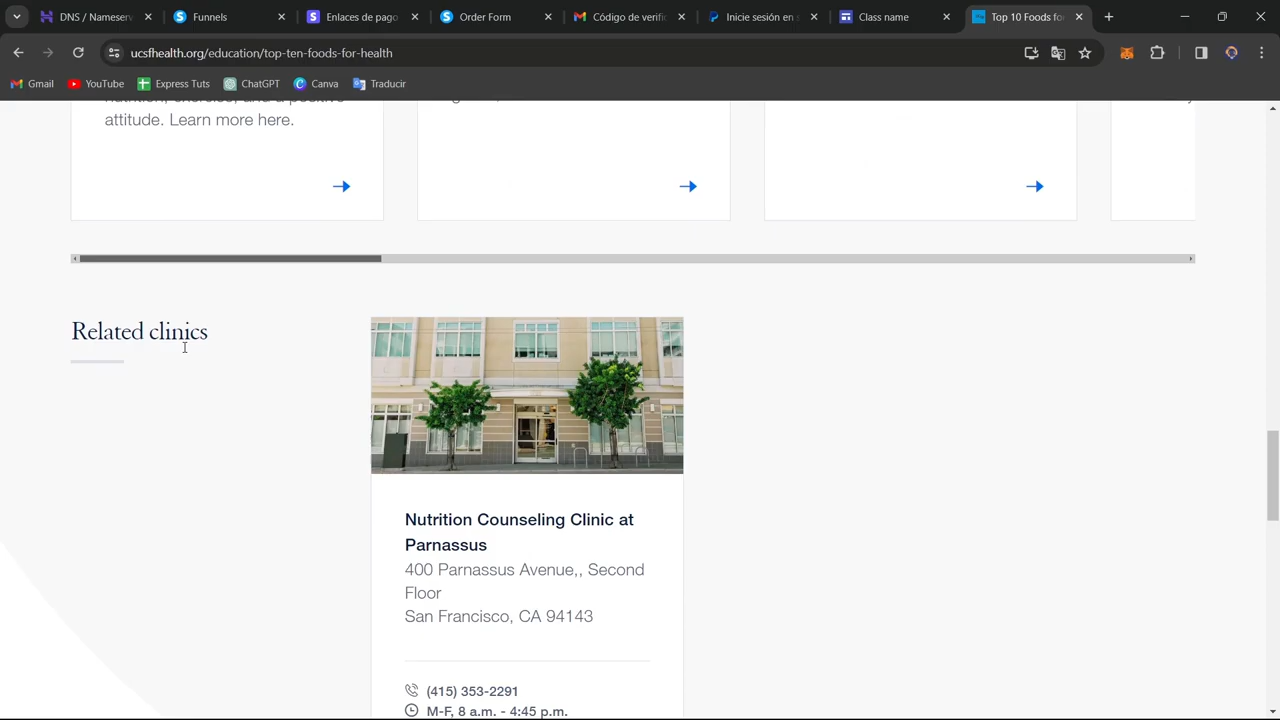 DNS / Nameserv
Funnels
Enlaces de pago
Order Form
Código de verific
Inicie sesión en s
Class name
Top 10 Foods for
ucsfhealth.org/education/top-ten-foods-for-health
Gmail
YouTube
Express Tuts
ChatGPT
Canva
Traducir
attitude. Learn more here.
Related clinics
Nutrition Counseling Clinic at
Parnassus
400 Parnassus Avenue,, Second
Floor
San Francisco, CA 94143
(415) 353-2291
M-F, 8 a.m. - 4:45 p.m.